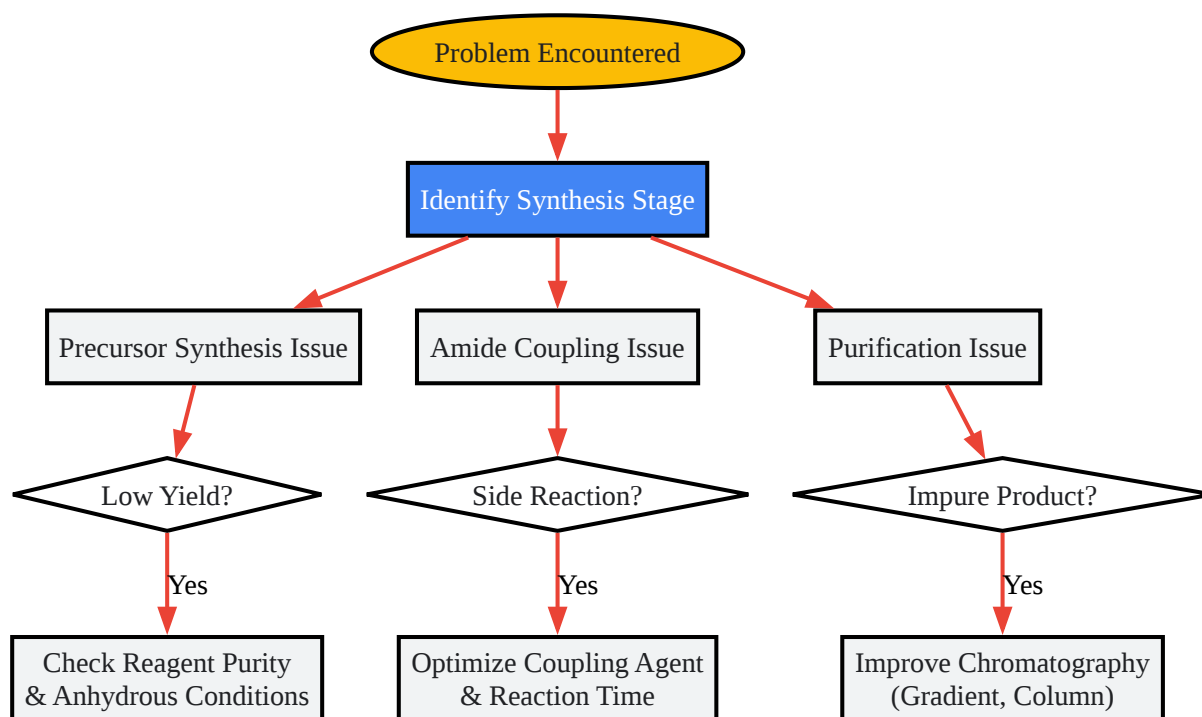 Problem Encountered
Identify Synthesis Stage
Precursor Synthesis Issue
Amide Coupling Issue
Purification Issue
Low Yield?
Side Reaction?
Impure Product?
Yes
Yes
Yes
Check Reagent Purity
& Anhydrous Conditions
Optimize Coupling Agent
& Reaction Time
Improve Chromatography
(Gradient, Column)